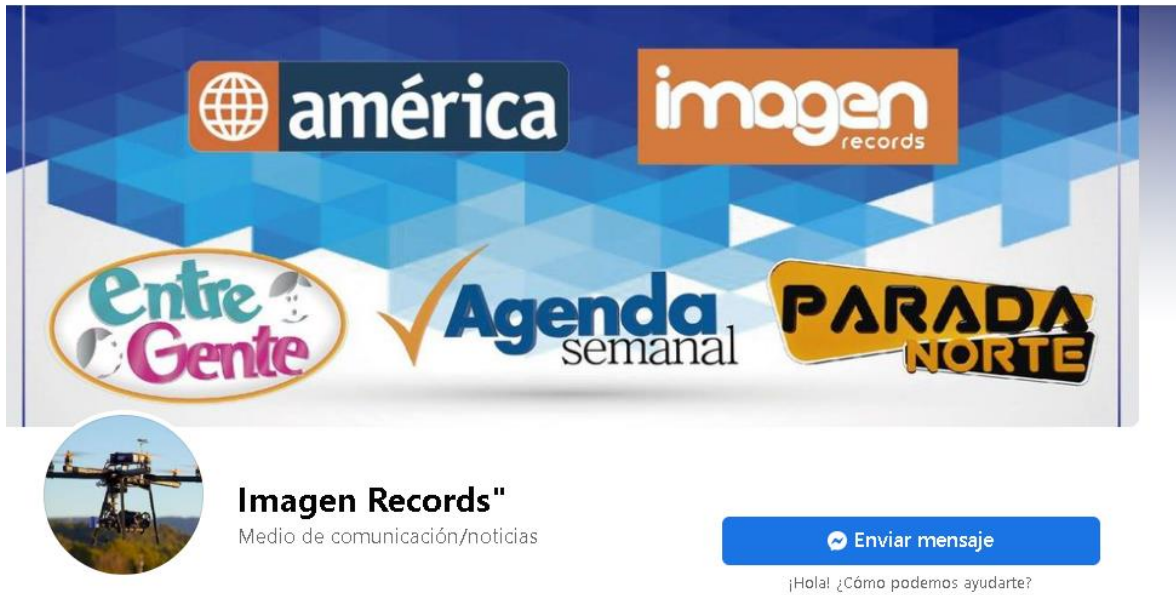 américa
imagen
records
entre
Gente
Agenda
semanal
PARADA
NORTE
Imagen Records"
Medio de comunicación/noticias
Enviar mensaje
¡Hola! ¿Cómo podemos ayudarte?